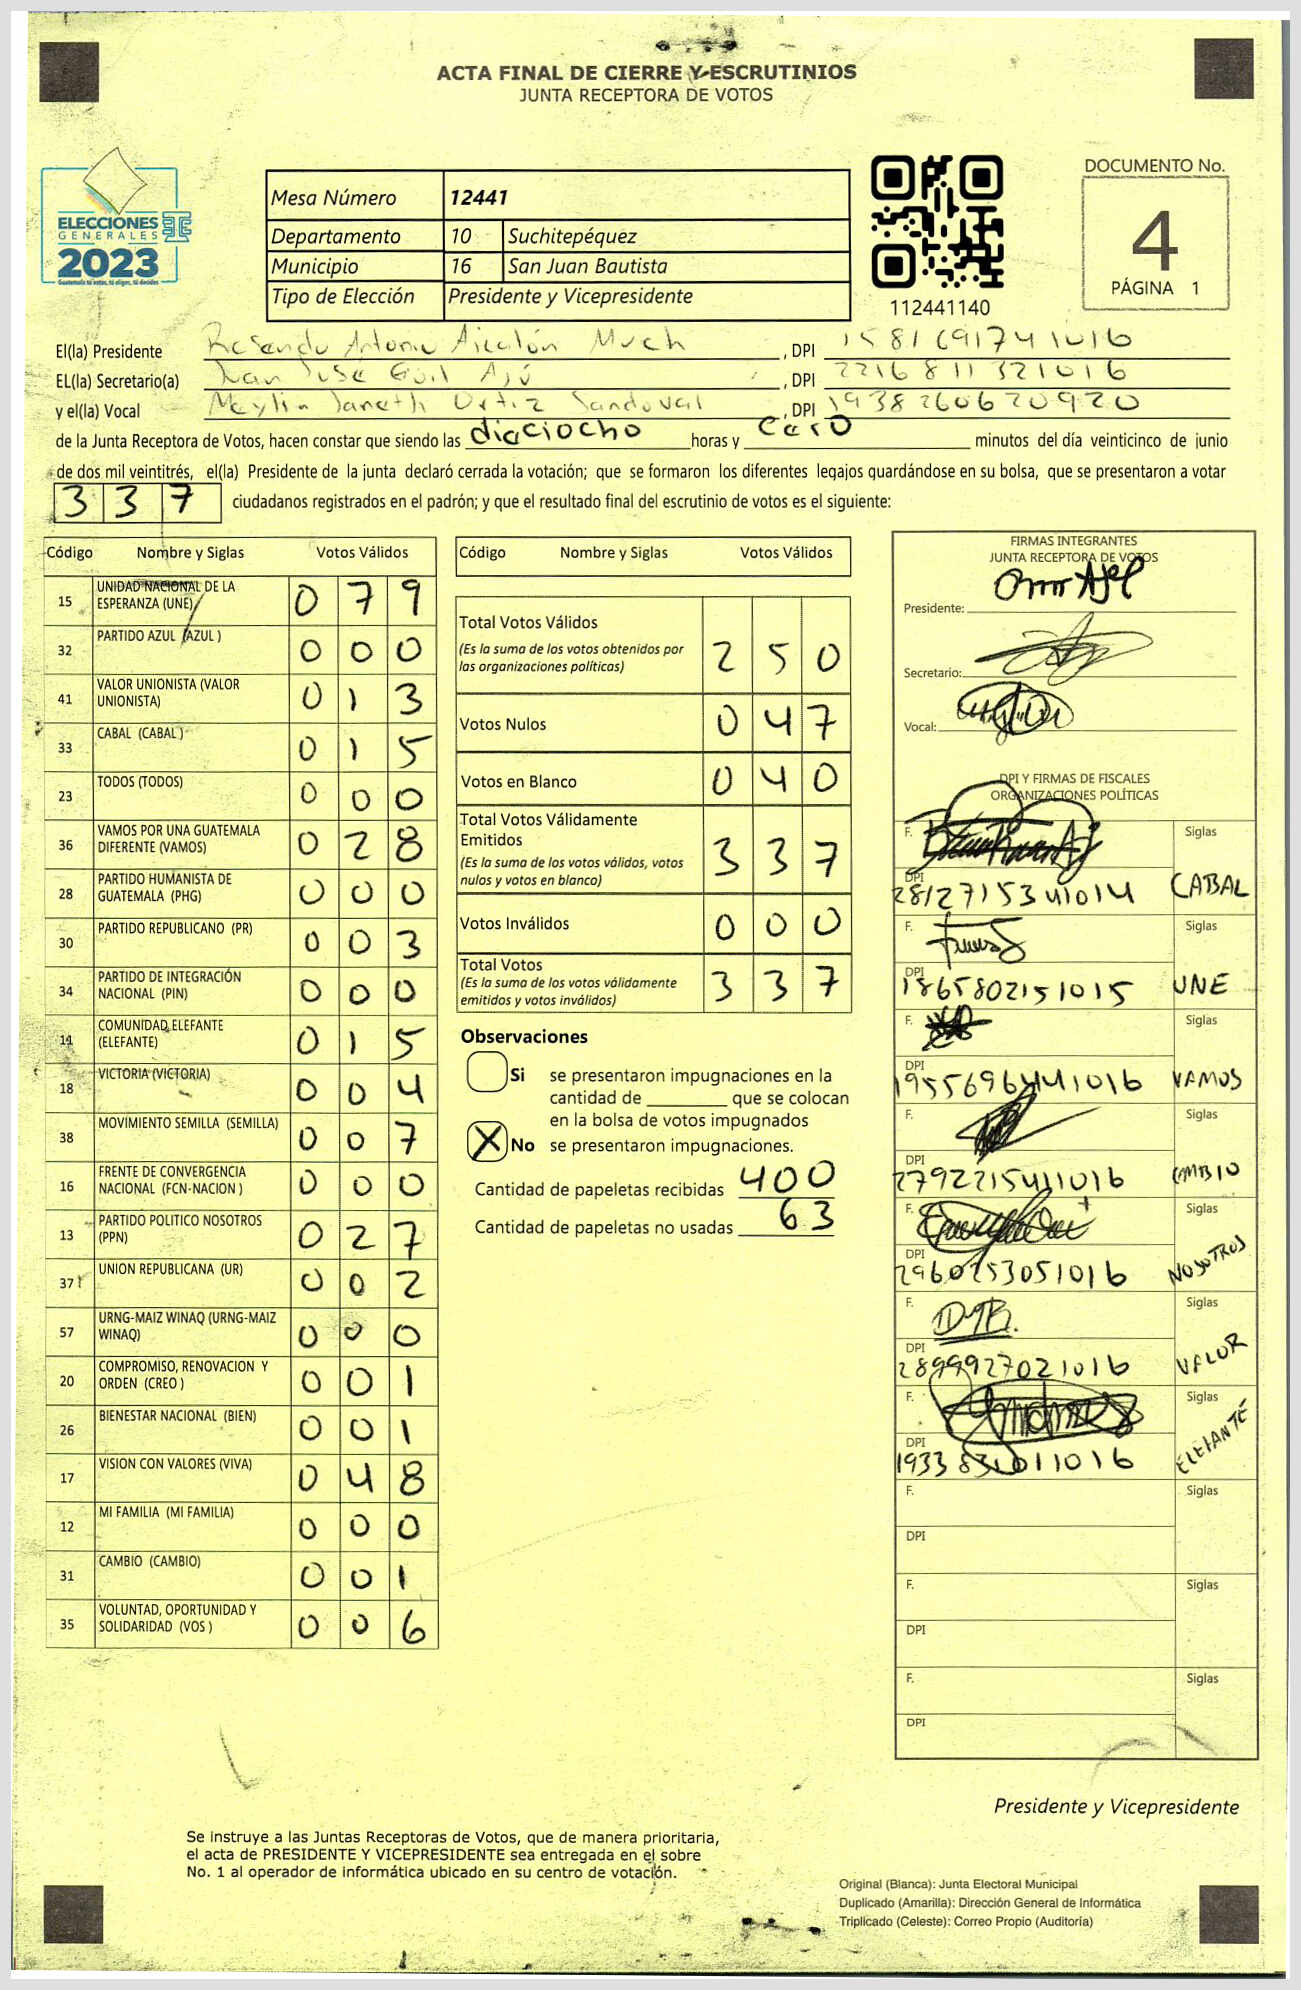 ACTA FINAL DE CIERRE Y ESCRUTINIOS
JUNTA RECEPTORA DE VOTOS
ELECCIONES
GENERALES
2023
Guatemala tú votas, tú eliges, tú decides
Mesa Número 12441
Departamento 10 Suchitepéquez
Municipio 16 San Juan Bautista
Tipo de Elección Presidente y Vicepresidente
112441140
DOCUMENTO No.
4
PÁGINA 1
El(la) Presidente Rosendo Antonio Much , DPI 1581691741016
EL(la) Secretario(a) Juan José Ajú , DPI 2216811321016
y el(la) Vocal Meylin Janeth Ortiz Sandoval , DPI 1938260620920
de la Junta Receptora de Votos, hacen constar que siendo las diaciocho horas y cero minutos del día veinticinco de junio
de dos mil veintitrés, el(la) Presidente de la junta declaró cerrada la votación; que se formaron los diferentes legajos guardándose en su bolsa, que se presentaron a votar
337 ciudadanos registrados en el padrón; y que el resultado final del escrutinio de votos es el siguiente:
Código Nombre y Siglas Votos Válidos
15 UNIDAD NACIONAL DE LA ESPERANZA (UNE) 0 7 9
32 PARTIDO AZUL (AZUL ) 0 0 0
41 VALOR UNIONISTA (VALOR UNIONISTA) 0 1 3
33 CABAL (CABAL ) 0 1 5
23 TODOS (TODOS) 0 0 0
36 VAMOS POR UNA GUATEMALA DIFERENTE (VAMOS) 0 2 8
28 PARTIDO HUMANISTA DE GUATEMALA (PHG) 0 0 0
30 PARTIDO REPUBLICANO (PR) 0 0 3
34 PARTIDO DE INTEGRACIÓN NACIONAL (PIN) 0 0 0
14 COMUNIDAD ELEFANTE (ELEFANTE) 0 1 5
18 VICTORIA (VICTORIA) 0 0 4
38 MOVIMIENTO SEMILLA (SEMILLA) 0 0 7
16 FRENTE DE CONVERGENCIA NACIONAL (FCN-NACION ) 0 0 0
13 PARTIDO POLITICO NOSOTROS (PPN) 0 2 7
37 UNION REPUBLICANA (UR) 0 0 2
57 URNG-MAIZ WINAQ (URNG-MAIZ WINAQ) 0 0 0
20 COMPROMISO, RENOVACION Y ORDEN (CREO ) 0 0 1
26 BIENESTAR NACIONAL (BIEN) 0 0 1
17 VISION CON VALORES (VIVA) 0 4 8
12 MI FAMILIA (MI FAMILIA) 0 0 0
31 CAMBIO (CAMBIO) 0 0 1
35 VOLUNTAD, OPORTUNIDAD Y SOLIDARIDAD (VOS ) 0 0 6
Código Nombre y Siglas Votos Válidos
Total Votos Válidos 2 5 0
(Es la suma de los votos obtenidos por
las organizaciones políticas)
Votos Nulos 0 4 7
Votos en Blanco 0 4 0
Total Votos Válidamente
Emitidos 3 3 7
(Es la suma de los votos válidos, votos
nulos y votos en blanco)
Votos Inválidos 0 0 0
Total Votos 3 3 7
(Es la suma de los votos válidamente
emitidos y votos inválidos)
Observaciones
Si se presentaron impugnaciones en la
cantidad de ________ que se colocan
en la bolsa de votos impugnados
X No se presentaron impugnaciones.
Cantidad de papeletas recibidas 400
Cantidad de papeletas no usadas 63
FIRMAS INTEGRANTES
JUNTA RECEPTORA DE VOTOS
Presidente:
Secretario:
Vocal:
DPI Y FIRMAS DE FISCALES
ORGANIZACIONES POLÍTICAS
F. Siglas
DPI 2812715341014 CABAL
F. Siglas
DPI 1865802151015 UNE
F. Siglas
DPI 1955696441016 VAMOS
F. Siglas
DPI 2792215411016 CAMBIO
F. Siglas
DPI 2960253051016 NOSOTROS
F. Siglas
DPI 2899927021016 VALOR
F. Siglas
DPI ELEFANTE
F. Siglas
DPI
F. Siglas
DPI
F. Siglas
DPI
Presidente y Vicepresidente
Se instruye a las Juntas Receptoras de Votos, que de manera prioritaria,
el acta de PRESIDENTE Y VICEPRESIDENTE sea entregada en el sobre
No. 1 al operador de informática ubicado en su centro de votación.
Original (Blanca): Junta Electoral Municipal
Duplicado (Amarilla): Dirección General de Informática
Triplicado (Celeste): Correo Propio (Auditoría)